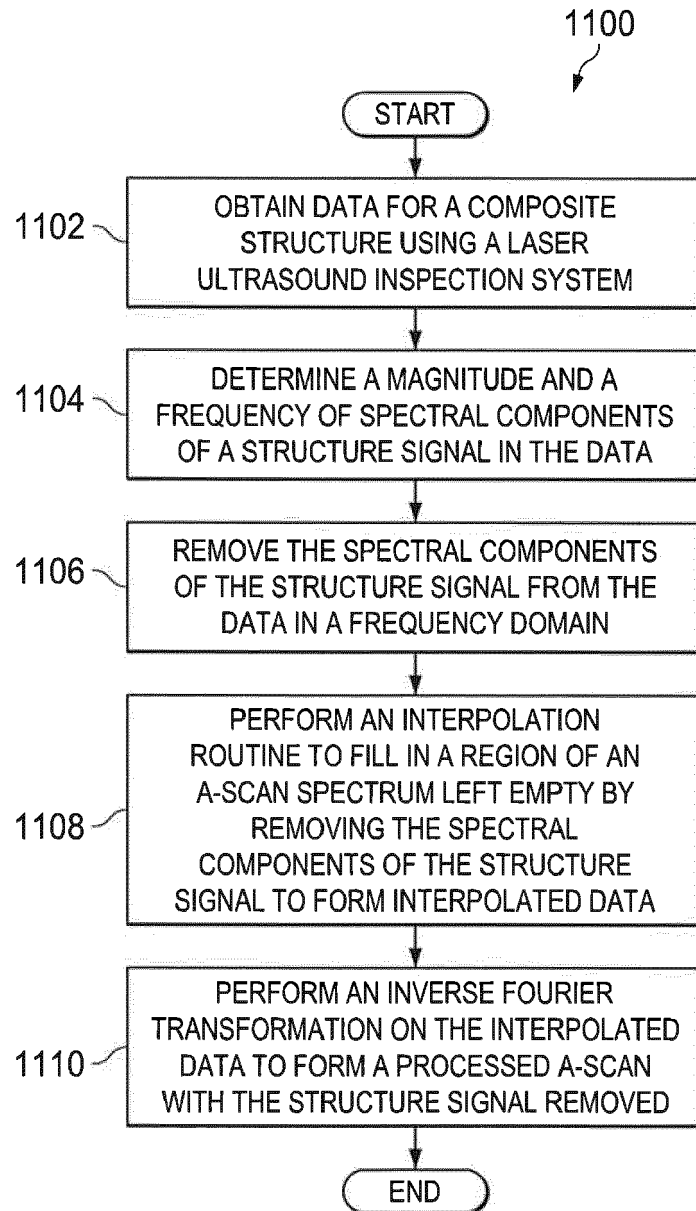 1100
START
1102
OBTAIN DATA FOR A COMPOSITE
STRUCTURE USING A LASER
ULTRASOUND INSPECTION SYSTEM
1104
DETERMINE A MAGNITUDE AND A
FREQUENCY OF SPECTRAL COMPONENTS
OF A STRUCTURE SIGNAL IN THE DATA
1106
REMOVE THE SPECTRAL COMPONENTS
OF THE STRUCTURE SIGNAL FROM THE
DATA IN A FREQUENCY DOMAIN
1108
PERFORM AN INTERPOLATION
ROUTINE TO FILL IN A REGION OF AN
A-SCAN SPECTRUM LEFT EMPTY BY
REMOVING THE SPECTRAL
COMPONENTS OF THE STRUCTURE
SIGNAL TO FORM INTERPOLATED DATA
1110
PERFORM AN INVERSE FOURIER
TRANSFORMATION ON THE INTERPOLATED
DATA TO FORM A PROCESSED A-SCAN
WITH THE STRUCTURE SIGNAL REMOVED
END